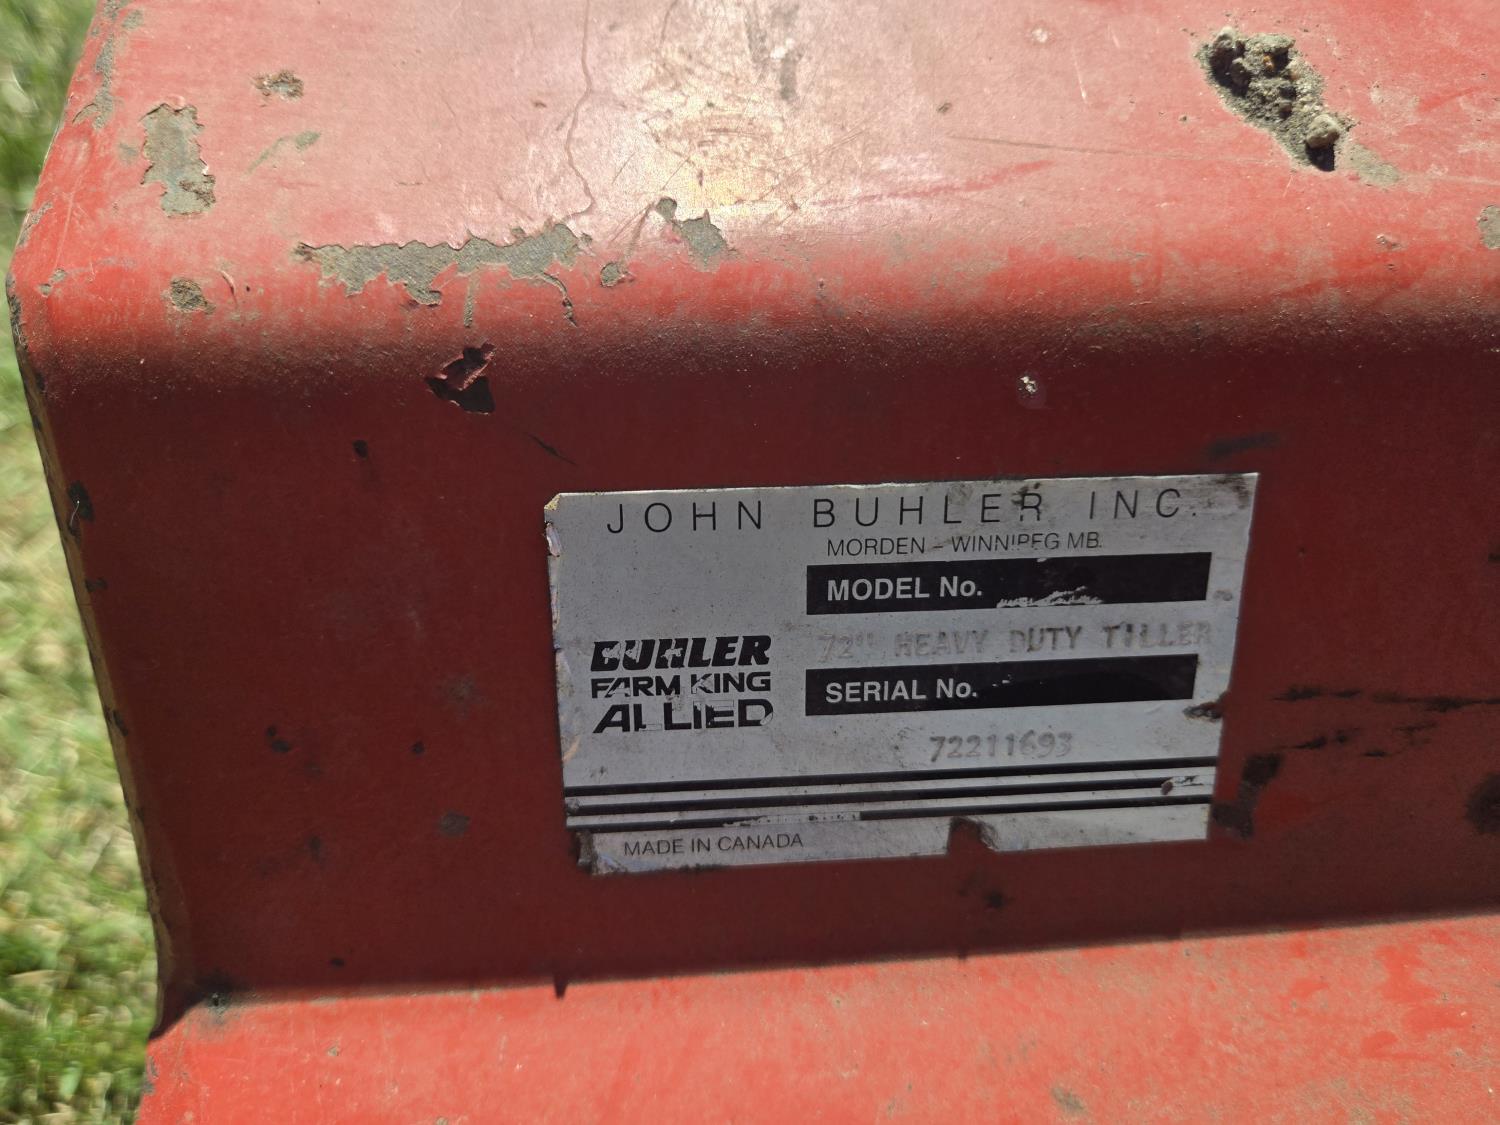 JOHN BUHLER INC.
MORDEN - WINNIPEG MB.
MODEL No.
72" HEAVY DUTY TILLER
SERIAL No.
72211693
BUHLER
FARM KING
ALLIED
MADE IN CANADA